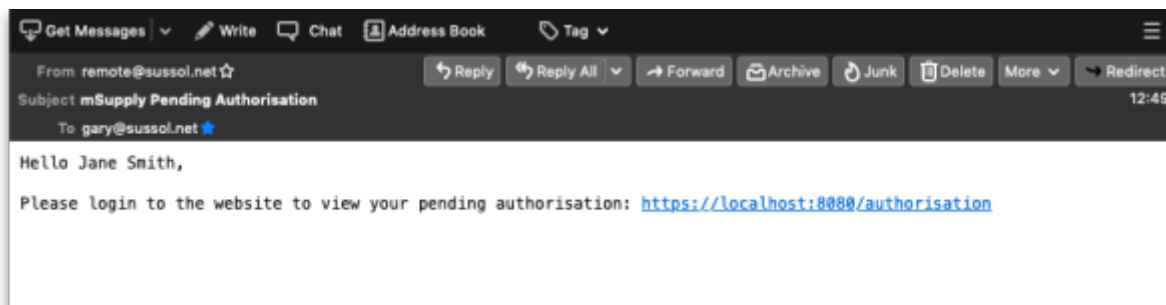 Get Messages Write Chat Address Book Tag
From remote@sussol.net Reply Reply All Forward Archive Junk Delete More Redirect
Subject mSupply Pending Authorisation 12:49
To gary@sussol.net
Hello Jane Smith,
Please login to the website to view your pending authorisation: https://localhost:8080/authorisation